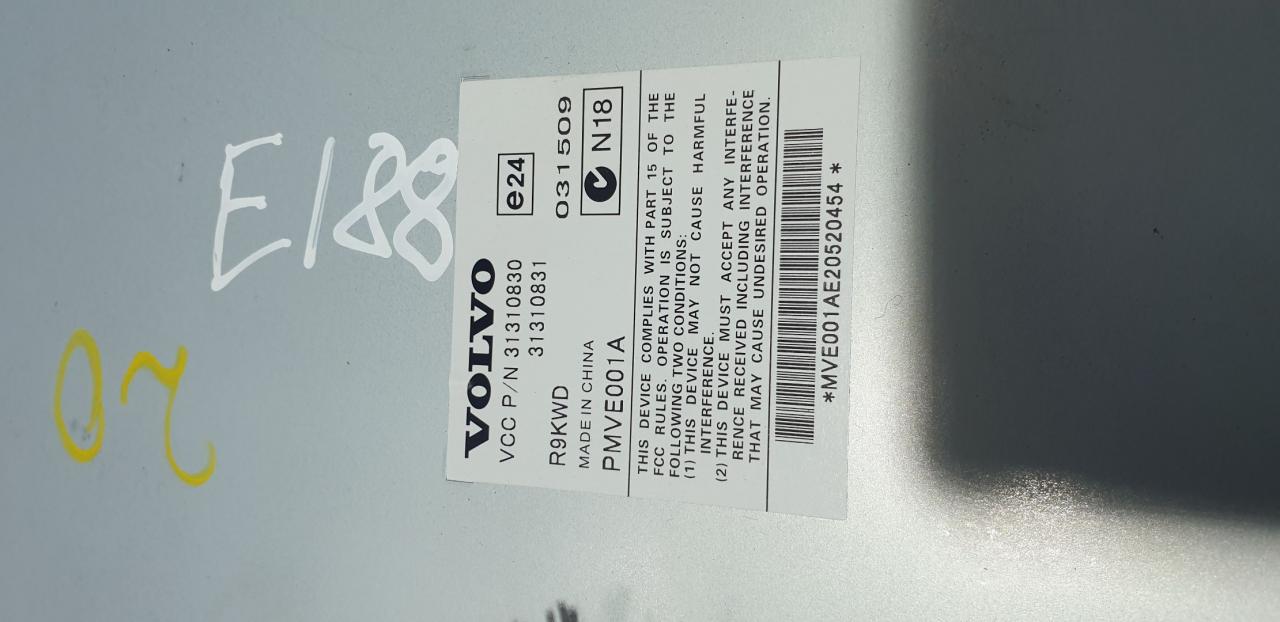 E188
02
VOLVO
VCC P/N 31310830
31310831
e24
R9KWD
031509
MADE IN CHINA
PMVE001A
N18
THIS DEVICE COMPLIES WITH PART 15 OF THE
FCC RULES. OPERATION IS SUBJECT TO THE
FOLLOWING TWO CONDITIONS:
(1) THIS DEVICE MAY NOT CAUSE HARMFUL
INTERFERENCE.
(2) THIS DEVICE MUST ACCEPT ANY INTERFE-
RENCE RECEIVED INCLUDING INTERFERENCE
THAT MAY CAUSE UNDESIRED OPERATION.
*MVE001AE20520454*